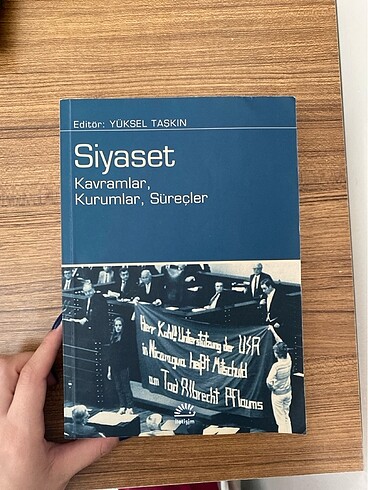 Editör: YÜKSEL TAŞKIN
Siyaset
Kavramlar,
Kurumlar, Süreçler
Herr Kohl! Unterstützung der USA
in Nicaragua heißt Mitschuld
am Tod Albrecht Pflaums
iletişim